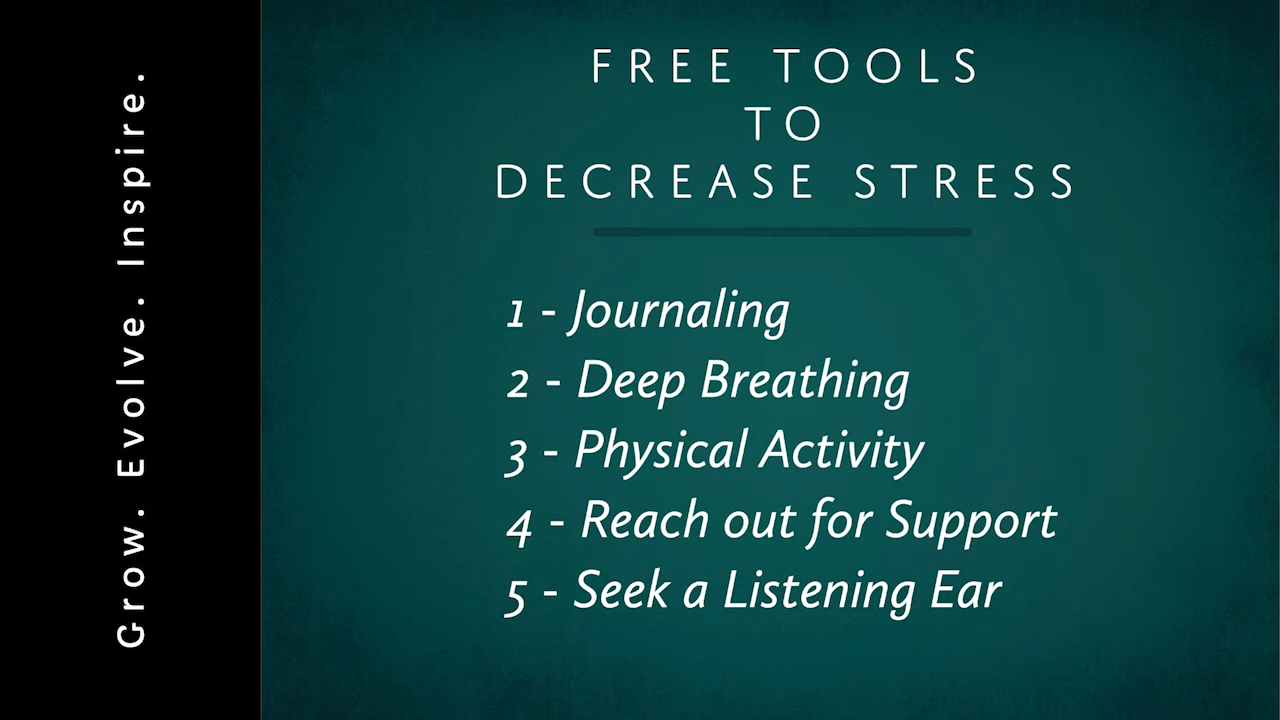 Grow. Evolve. Inspire.
FREE TOOLS
TO
DECREASE STRESS
1 - Journaling
2 - Deep Breathing
3 - Physical Activity
4 - Reach out for Support
5 - Seek a Listening Ear